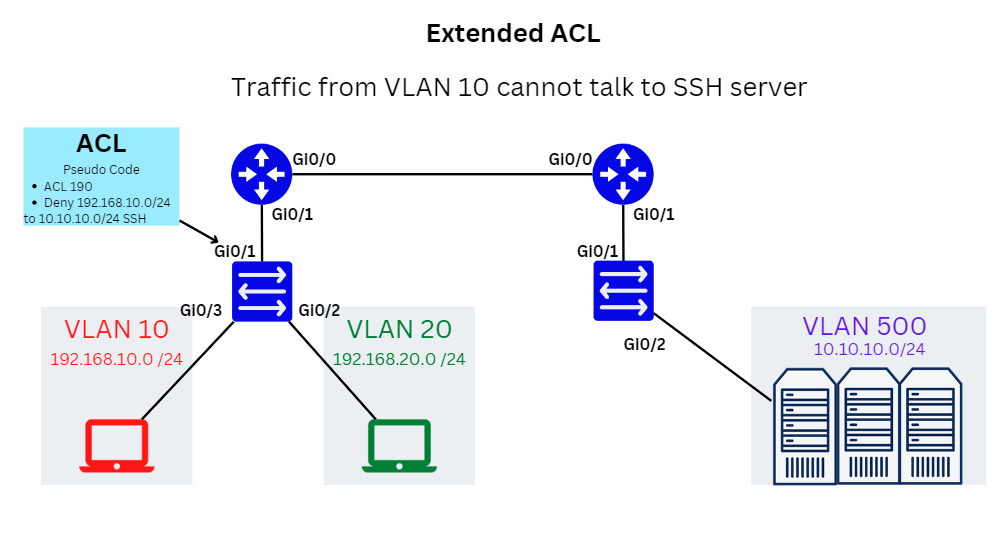 Extended ACL
Traffic from VLAN 10 cannot talk to SSH server
ACL
Pseudo Code
• ACL 190
• Deny 192.168.10.0/24
to 10.10.10.0/24 SSH
Gi0/0
Gi0/0
Gi0/1
Gi0/1
Gi0/1
Gi0/1
Gi0/3
Gi0/2
Gi0/2
VLAN 10
192.168.10.0 /24
VLAN 20
192.168.20.0 /24
VLAN 500
10.10.10.0/24